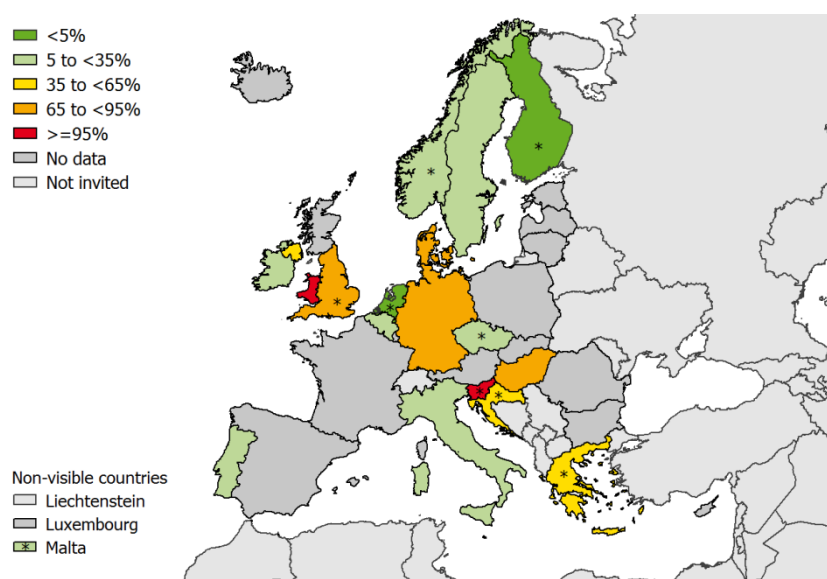 <5%
5 to <35%
35 to <65%
65 to <95%
>=95%
No data
Not invited
Non-visible countries
Liechtenstein
Luxembourg
Malta